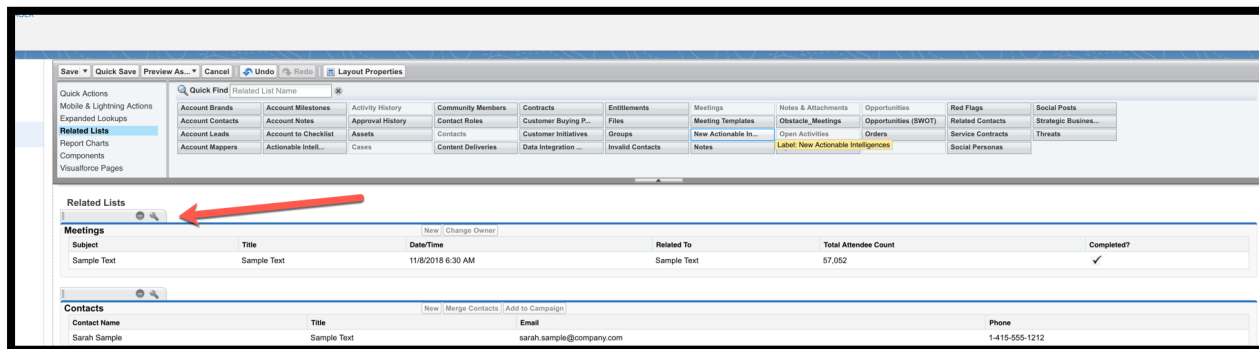 Save Quick Save Preview As... Cancel Undo Redo Layout Properties
Quick Actions
Mobile & Lightning Actions
Expanded Lookups
Related Lists
Report Charts
Components
Visualforce Pages
Quick Find Related List Name
Account Brands Account Milestones Activity History Community Members Contracts Entitlements Meetings Notes & Attachments Opportunities Red Flags Social Posts
Account Contacts Account Notes Approval History Contact Roles Customer Buying P... Files Meeting Templates Obstacle_Meetings Opportunities (SWOT) Related Contacts Strategic Busines...
Account Leads Account to Checklist Assets Contacts Customer Initiatives Groups New Actionable In... Open Activities Orders Service Contracts Threats
Account Mappers Actionable Intell... Cases Content Deliveries Data Integration ... Invalid Contacts Notes Social Personas
Label: New Actionable Intelligences
Related Lists
Meetings New Change Owner
Subject Title Date/Time Related To Total Attendee Count Completed?
Sample Text Sample Text 11/8/2018 6:30 AM Sample Text 57,052
Contacts New Merge Contacts Add to Campaign
Contact Name Title Email Phone
Sarah Sample Sample Text sarah.sample@company.com 1-415-555-1212